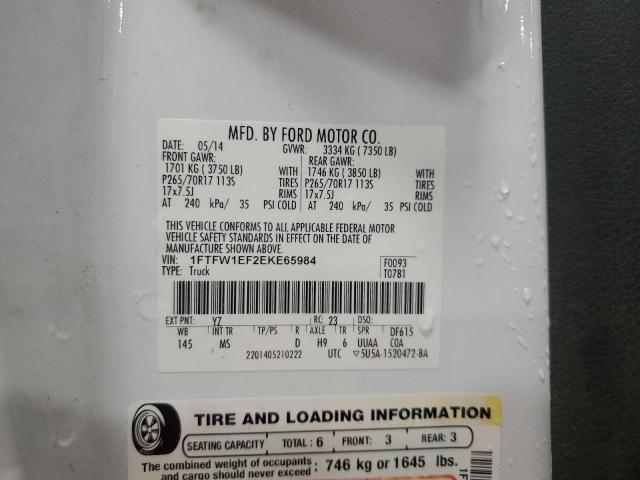 MFD. BY FORD MOTOR CO.
DATE: 05/14 GVWR: 3334 KG ( 7350 LB)
FRONT GAWR: REAR GAWR:
1701 KG ( 3750 LB) WITH 1746 KG ( 3850 LB) WITH
P265/70R17 113S TIRES P265/70R17 113S TIRES
17x7.5J RIMS 17x7.5J RIMS
AT 240 kPa/ 35 PSI COLD AT 240 kPa/ 35 PSI COLD
THIS VEHICLE CONFORMS TO ALL APPLICABLE FEDERAL MOTOR
VEHICLE SAFETY STANDARDS IN EFFECT ON THE DATE OF
MANUFACTURE SHOWN ABOVE.
VIN: 1FTFW1EF2EKE65984 F0093
TYPE: Truck T0781
EXT PNT: YZ RC: 23 DSO:
WB INT TR TP/PS R AXLE TR SPR DF615
145 MS D H9 6 UUAA COA
2201405210222 UTC ▽5U5A-1520472-BA
TIRE AND LOADING INFORMATION
SEATING CAPACITY TOTAL: 6 FRONT: 3 REAR: 3
The combined weight of occupants
and cargo should never exceed: 746 kg or 1645 lbs.
1F